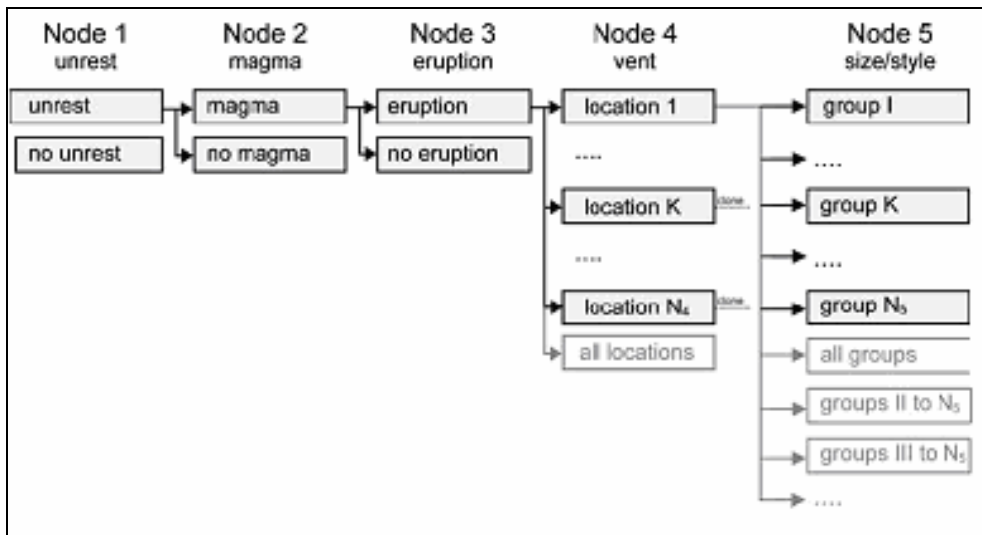 Node 1 Node 2 Node 3 Node 4 Node 5
unrest magma eruption vent size/style
unrest magma eruption location 1 group I
no unrest no magma no eruption .... ....
location K clone group K
.... ....
location N₄ clone group N₅
all locations all groups
groups II to N₅
groups III to N₅
....